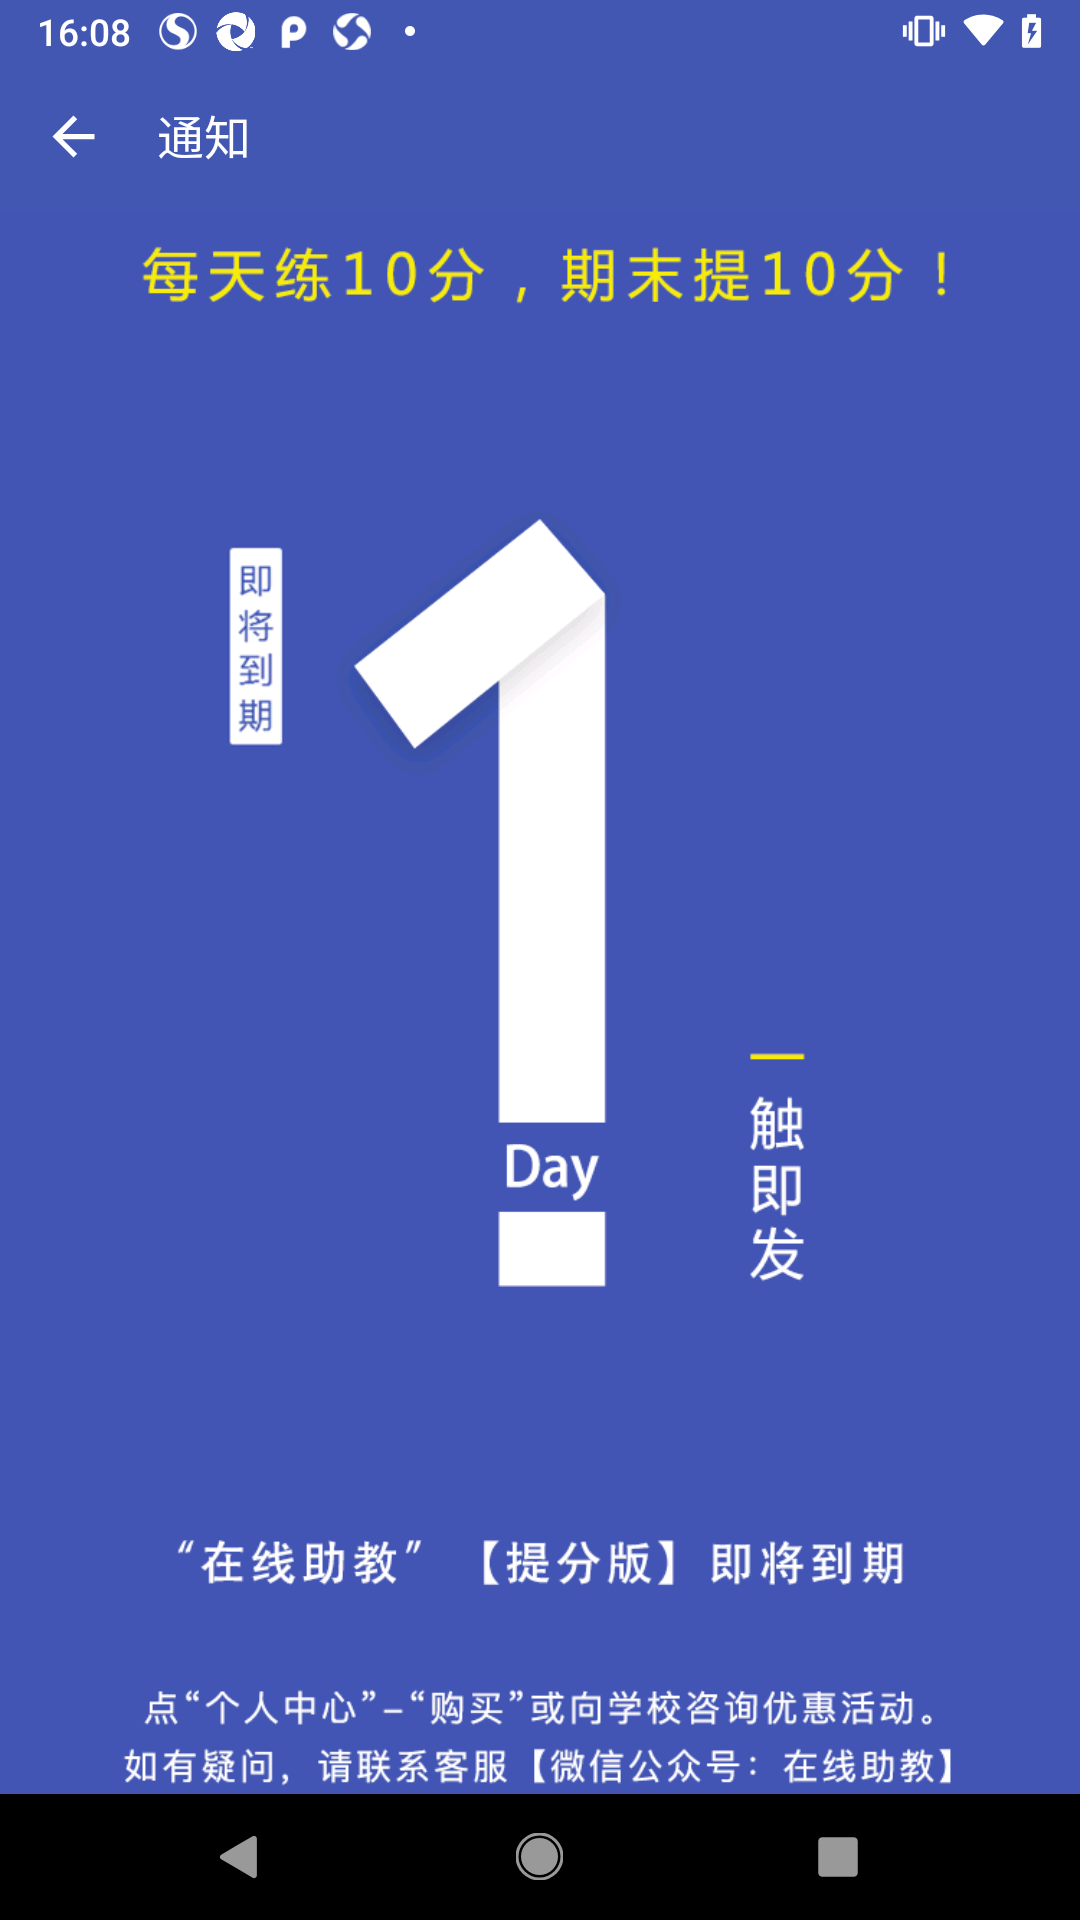 16:08
通知
每天练10分，期末提10分！
即将到期
1
Day
一触即发
“在线助教”【提分版】即将到期
点“个人中心”–“购买”或向学校咨询优惠活动。
如有疑问，请联系客服【微信公众号：在线助教】